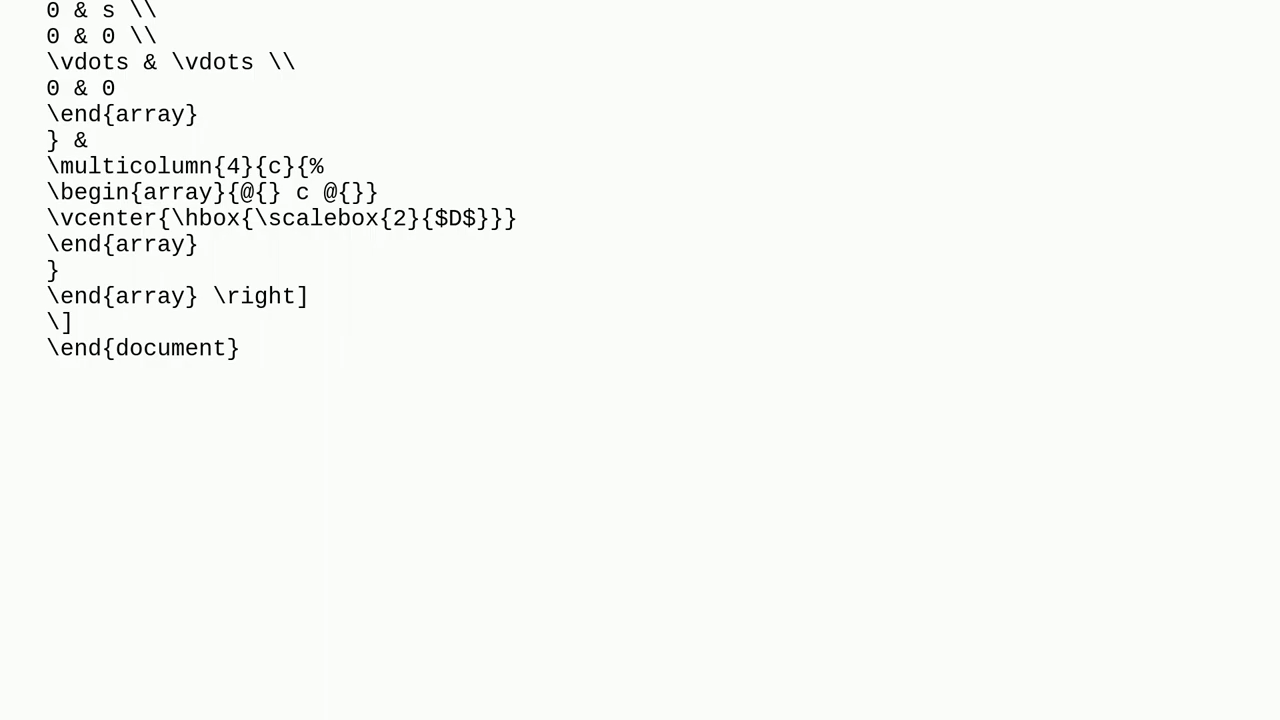 0 & s \\
0 & 0 \\
\vdots & \vdots \\
0 & 0
\end{array}
} &
\multicolumn{4}{c}{%
\begin{array}{@{} c @{}}
\vcenter{\hbox{\scalebox{2}{$D$}}}
\end{array}
}
\end{array} \right]
\]
\end{document}